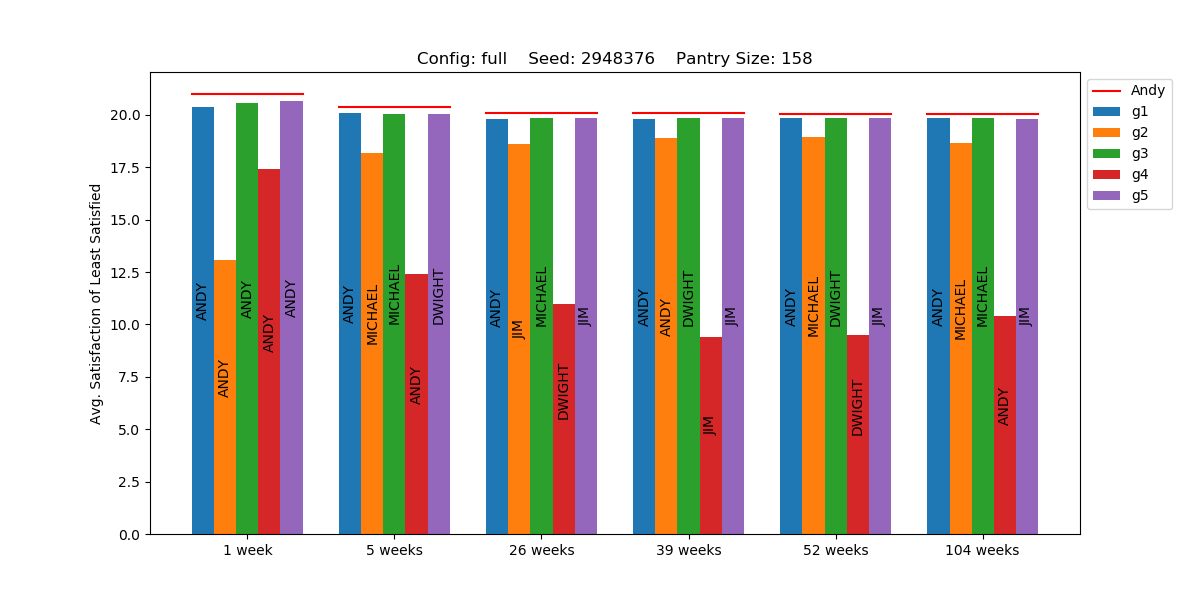 Config: full    Seed: 2948376    Pantry Size: 158
Avg. Satisfaction of Least Satisfied
20.0
17.5
15.0
12.5
10.0
7.5
5.0
2.5
0.0
ANDY
ANDY
ANDY
ANDY
ANDY
ANDY
MICHAEL
MICHAEL
ANDY
DWIGHT
ANDY
JIM
MICHAEL
DWIGHT
JIM
ANDY
ANDY
DWIGHT
JIM
JIM
ANDY
MICHAEL
DWIGHT
DWIGHT
JIM
ANDY
MICHAEL
MICHAEL
ANDY
JIM
1 week
5 weeks
26 weeks
39 weeks
52 weeks
104 weeks
Andy
g1
g2
g3
g4
g5